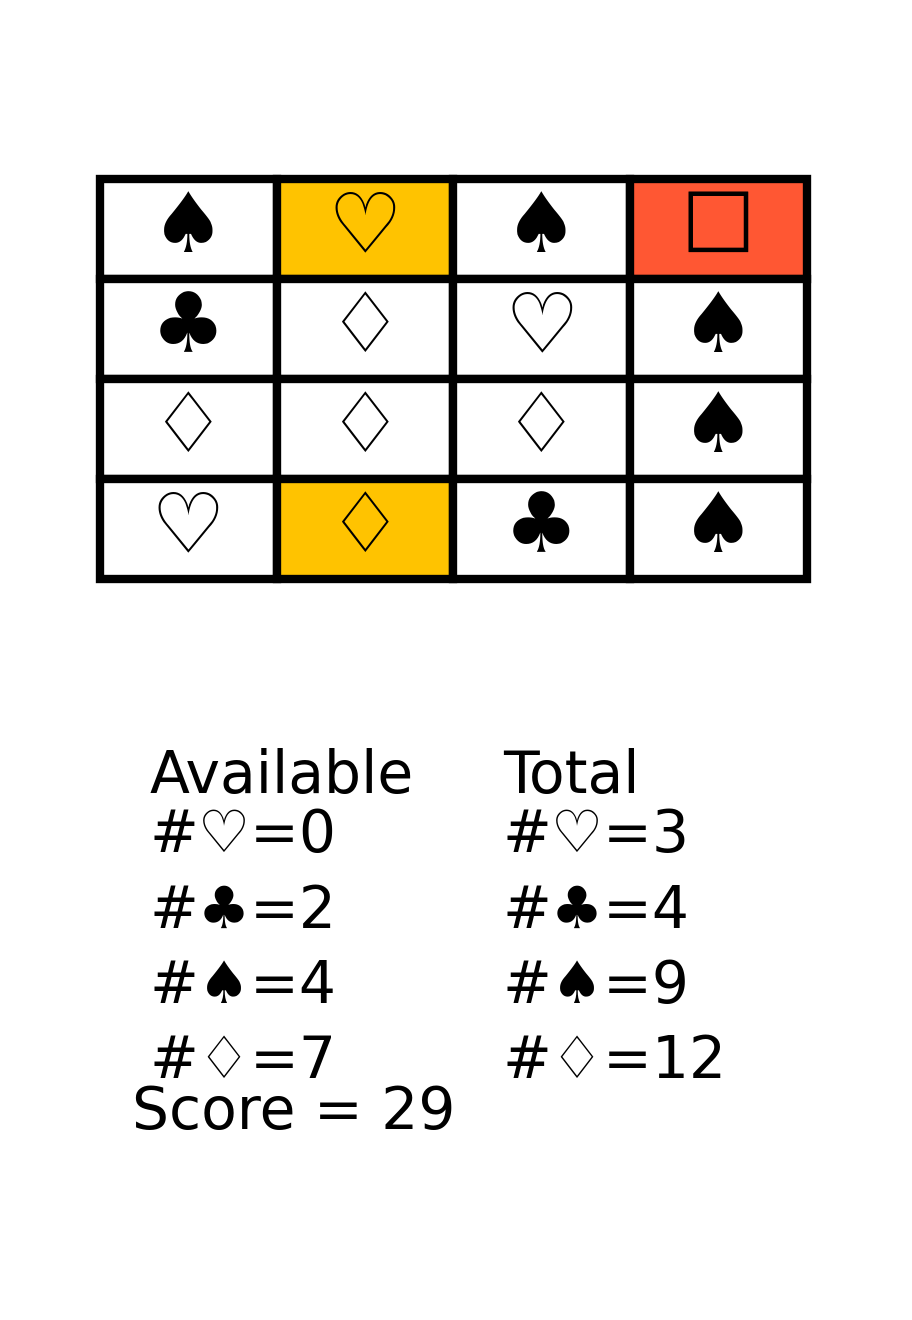 ♠ ♡ ♠ □
♣ ♢ ♡ ♠
♢ ♢ ♢ ♠
♡ ♢ ♣ ♠
Available Total
#♡=0 #♡=3
#♣=2 #♣=4
#♠=4 #♠=9
#♢=7 #♢=12
Score = 29